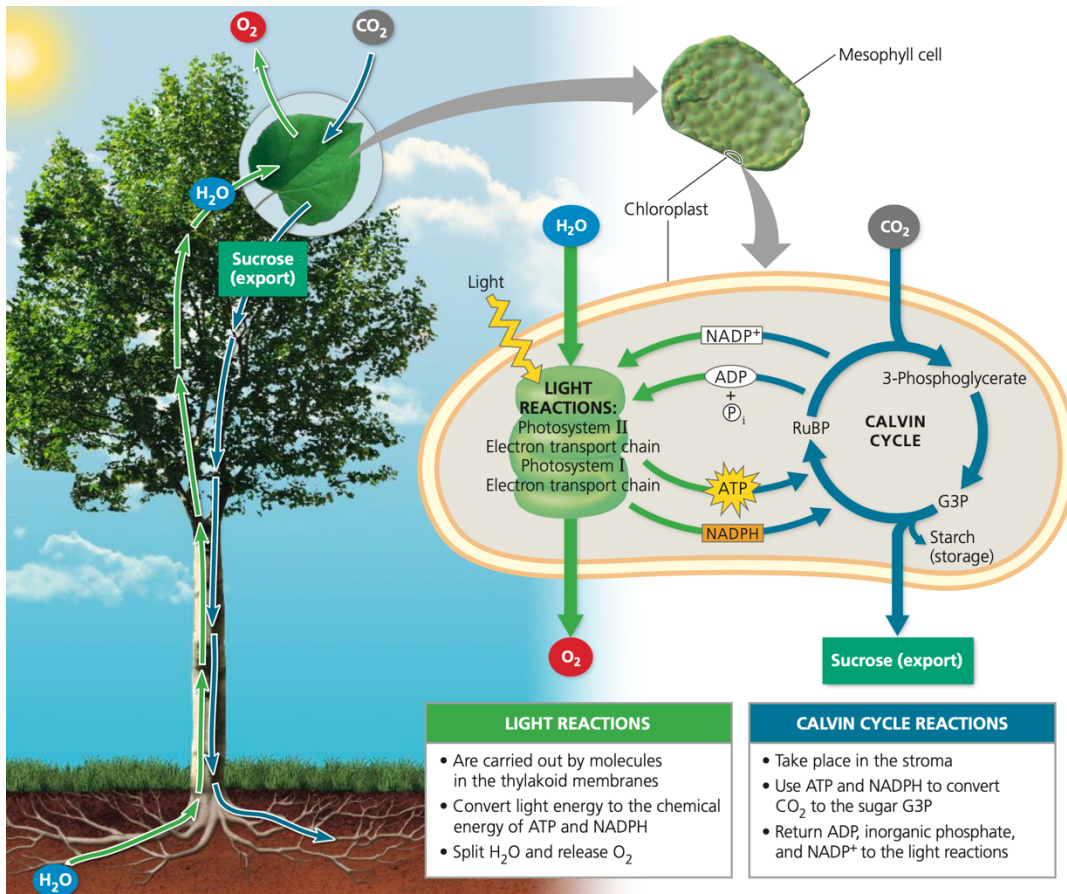 O₂
CO₂
Mesophyll cell
H₂O
Chloroplast
H₂O
CO₂
Sucrose
(export)
Light
NADP⁺
ADP
+
Pᵢ
LIGHT
REACTIONS:
Photosystem II
Electron transport chain
Photosystem I
Electron transport chain
3-Phosphoglycerate
RuBP
CALVIN
CYCLE
ATP
G3P
NADPH
Starch
(storage)
O₂
Sucrose (export)
LIGHT REACTIONS
• Are carried out by molecules
in the thylakoid membranes
• Convert light energy to the chemical
energy of ATP and NADPH
• Split H₂O and release O₂
CALVIN CYCLE REACTIONS
• Take place in the stroma
• Use ATP and NADPH to convert
CO₂ to the sugar G3P
• Return ADP, inorganic phosphate,
and NADP⁺ to the light reactions
H₂O